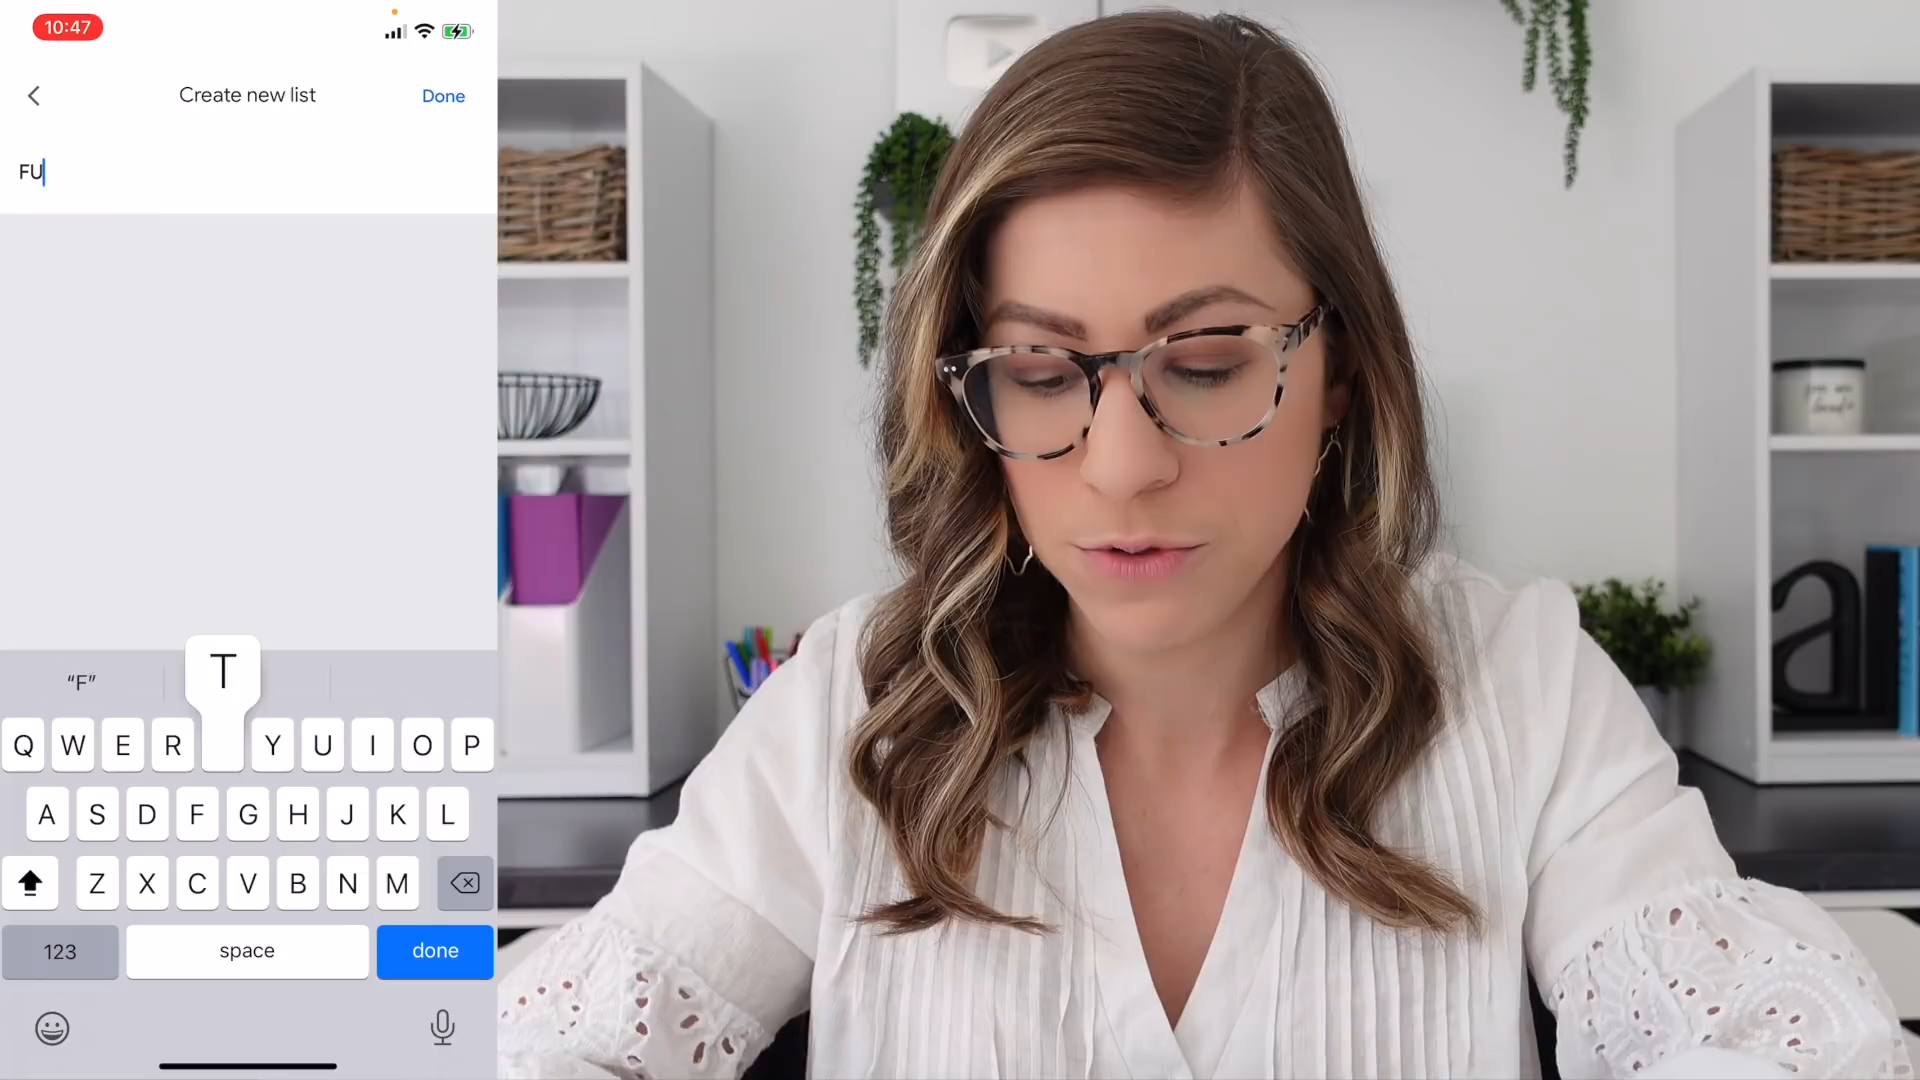 10:47
Create new list
Done
FU
“F”
T
Q W E R Y U I O P
A S D F G H J K L
Z X C V B N M
123
space
done
a